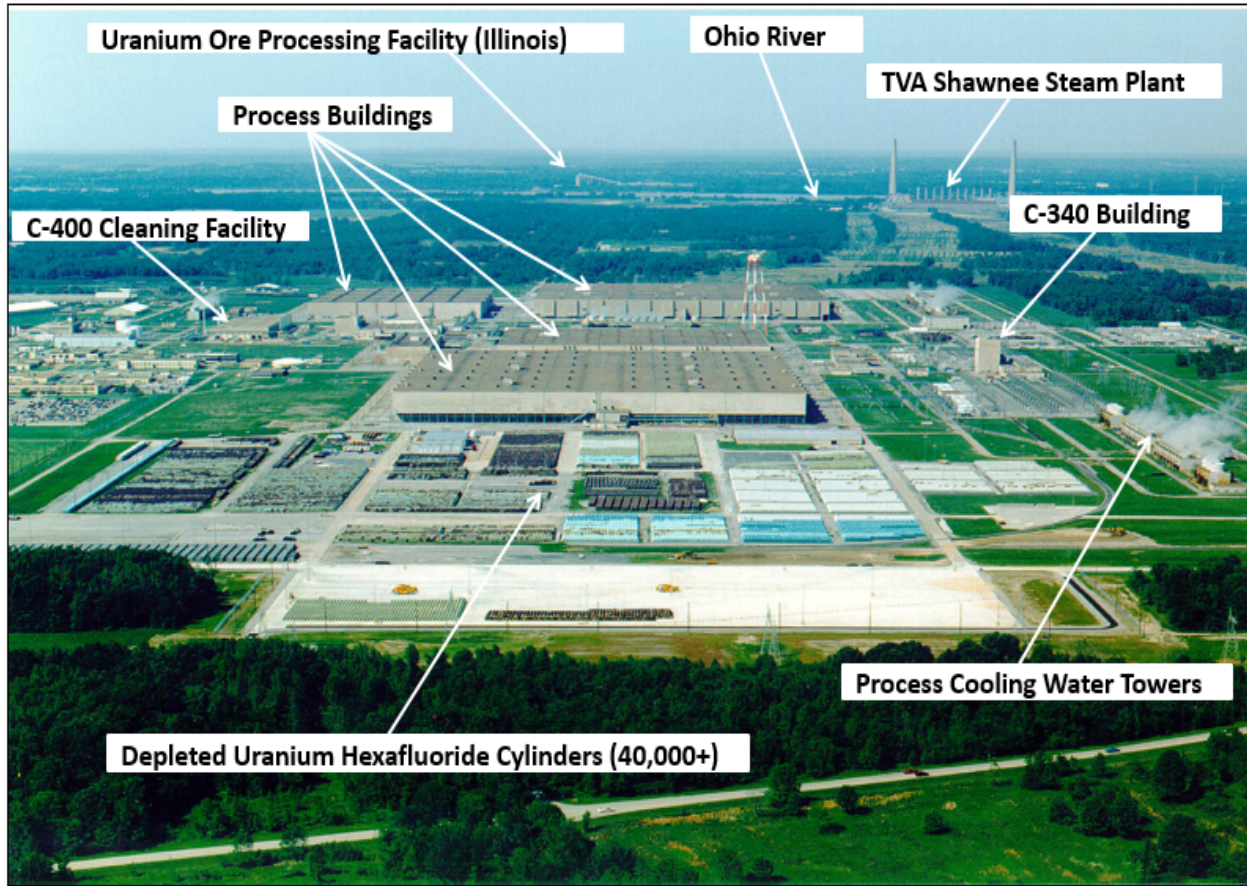 Uranium Ore Processing Facility (Illinois)
Ohio River
TVA Shawnee Steam Plant
Process Buildings
C-400 Cleaning Facility
C-340 Building
Process Cooling Water Towers
Depleted Uranium Hexafluoride Cylinders (40,000+)